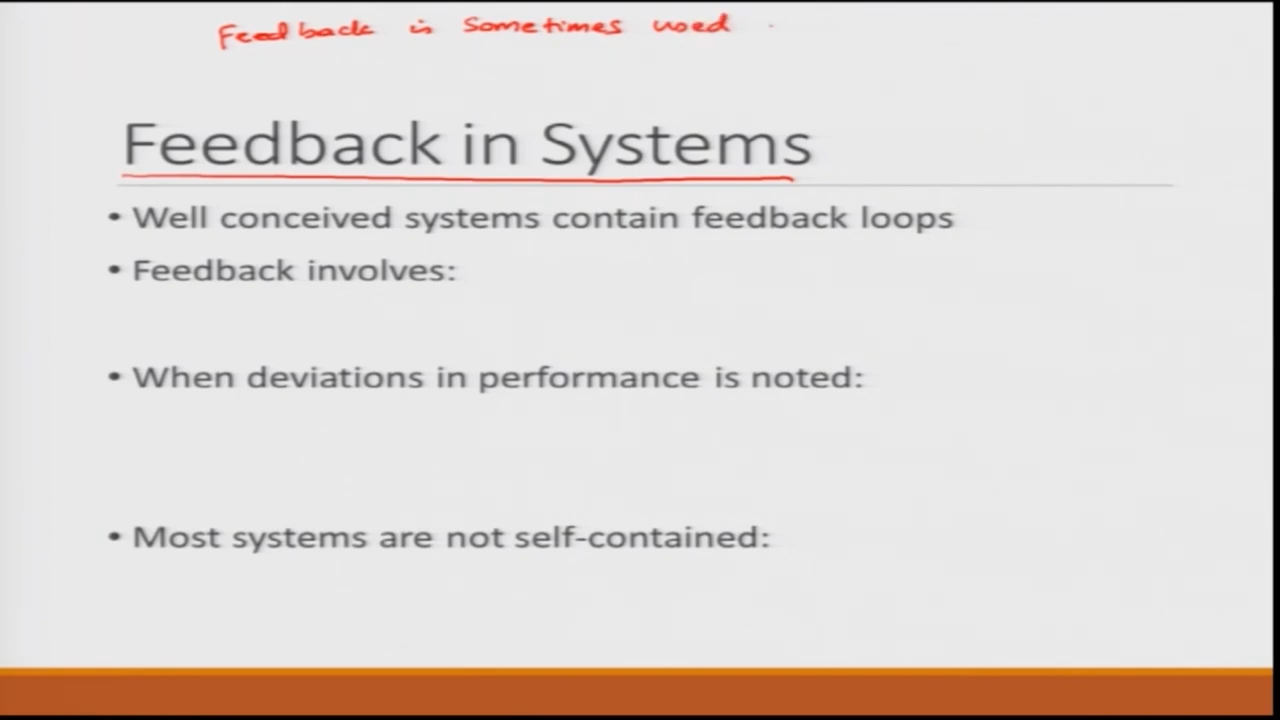 Feedback is Sometimes used
Feedback in Systems
• Well conceived systems contain feedback loops
• Feedback involves:
• When deviations in performance is noted:
• Most systems are not self-contained: